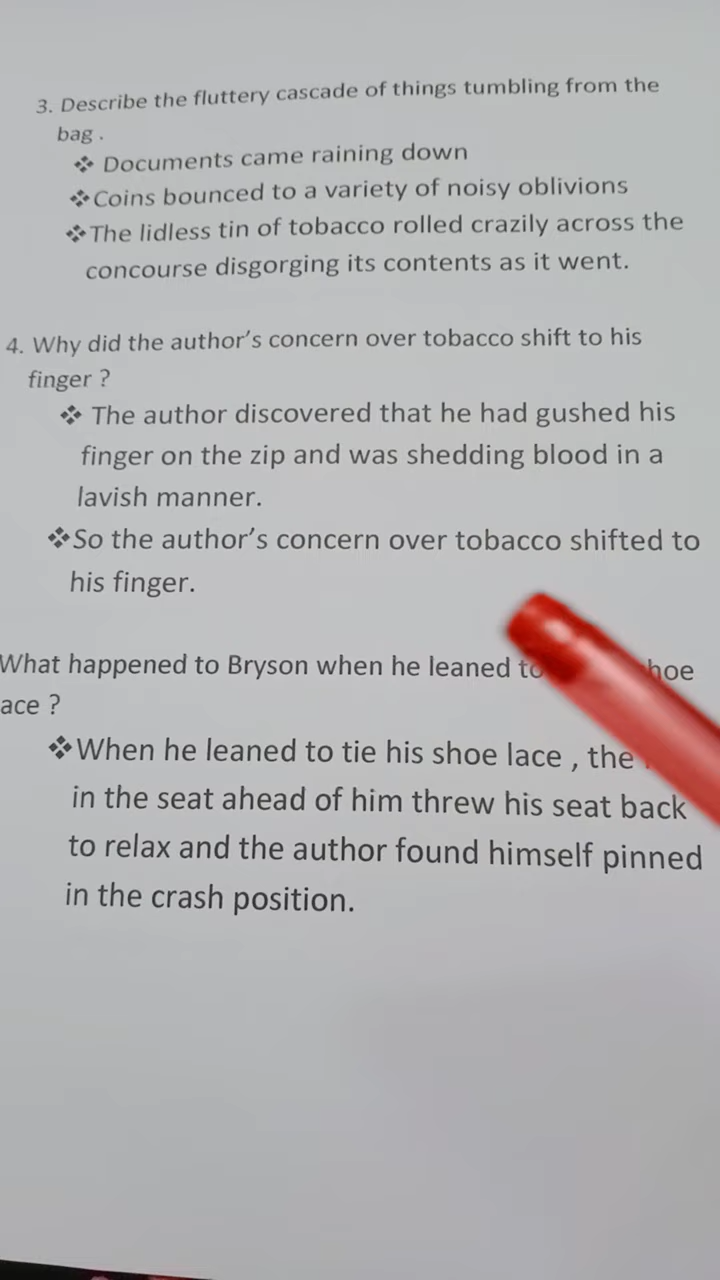 3. Describe the fluttery cascade of things tumbling from the
bag .
❖ Documents came raining down
❖Coins bounced to a variety of noisy oblivions
❖The lidless tin of tobacco rolled crazily across the
concourse disgorging its contents as it went.
4. Why did the author's concern over tobacco shift to his
finger ?
❖ The author discovered that he had gushed his
finger on the zip and was shedding blood in a
lavish manner.
❖So the author's concern over tobacco shifted to
his finger.
What happened to Bryson when he leaned to hoe
ace ?
❖When he leaned to tie his shoe lace , the
in the seat ahead of him threw his seat back
to relax and the author found himself pinned
in the crash position.